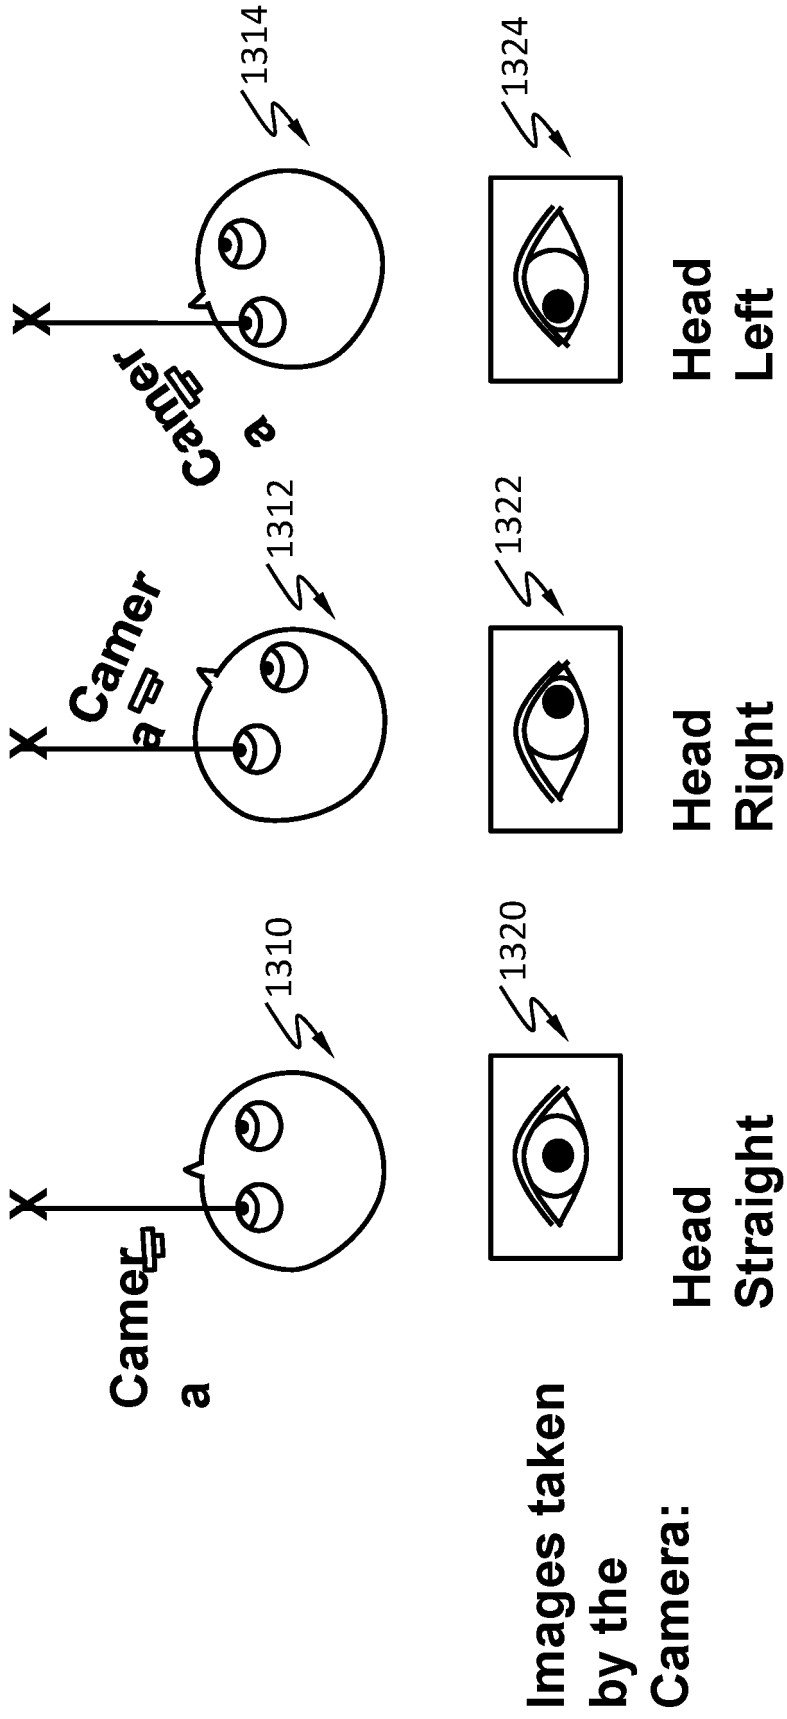 X
X
X
Camer
a
Camer
a
Camer
a
1310
1312
1314
Images taken
by the
Camera:
1320
1322
1324
Head
Straight
Head
Right
Head
Left